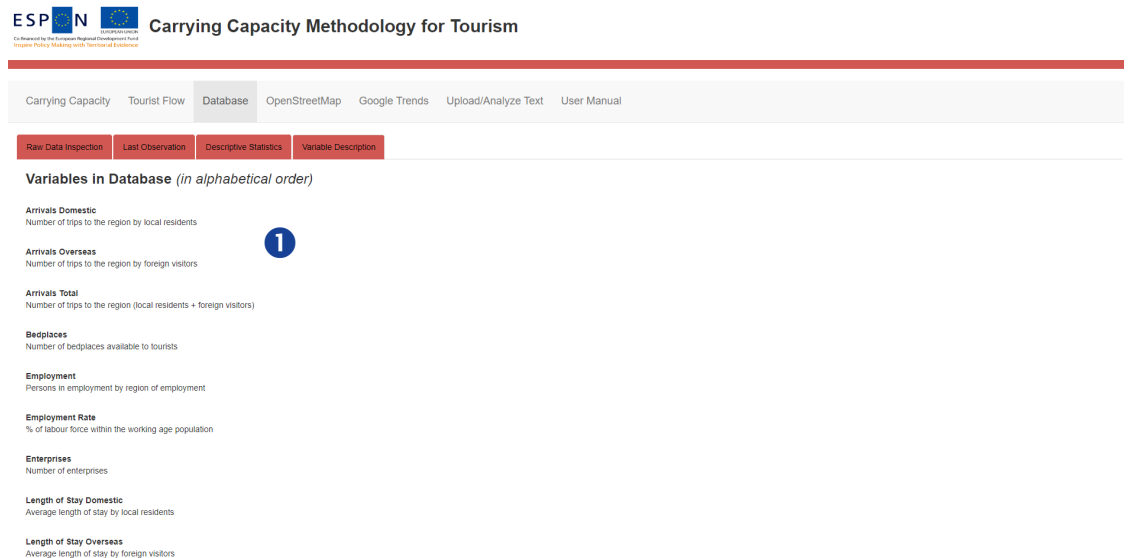 ESPON
EUROPEAN UNION
Co-financed by the European Regional Development Fund
Inspire Policy Making with Territorial Evidence
Carrying Capacity Methodology for Tourism
Carrying Capacity Tourist Flow Database OpenStreetMap Google Trends Upload/Analyze Text User Manual
Raw Data Inspection Last Observation Descriptive Statistics Variable Description
Variables in Database (in alphabetical order)
Arrivals Domestic
Number of trips to the region by local residents
1
Arrivals Overseas
Number of trips to the region by foreign visitors
Arrivals Total
Number of trips to the region (local residents + foreign visitors)
Bedplaces
Number of bedplaces available to tourists
Employment
Persons in employment by region of employment
Employment Rate
% of labour force within the working age population
Enterprises
Number of enterprises
Length of Stay Domestic
Average length of stay by local residents
Length of Stay Overseas
Average length of stay by foreign visitors